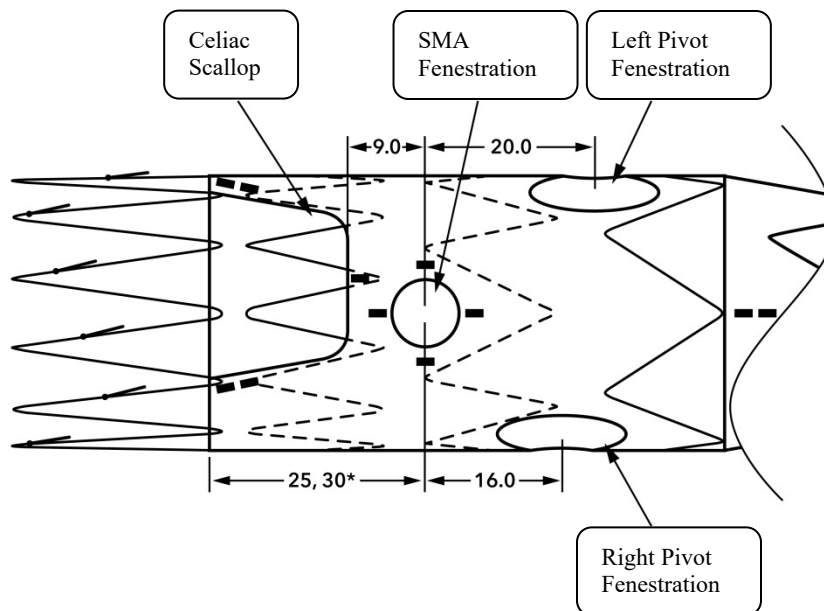 Celiac
Scallop
SMA
Fenestration
Left Pivot
Fenestration
9.0
20.0
25, 30*
16.0
Right Pivot
Fenestration